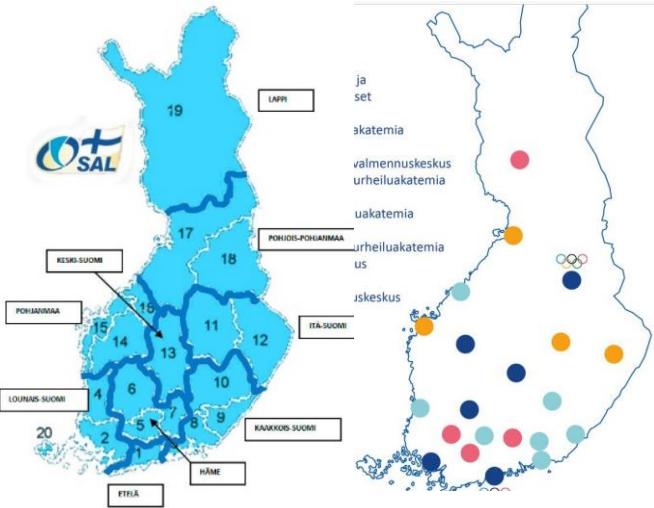 19
LAPPI
SAL
17
POHJOIS-POHJANMAA
18
KESKI-SUOMI
16
POHJANMAA
15
14
11
12
ITÄ-SUOMI
13
LOUNAIS-SUOMI
4
6
10
7
9
8
5
KAAKKOIS-SUOMI
20
2
1
HÄME
ETELÄ
ja
set
akatemia
valmennuskeskus
urheiluakatemia
uakatemia
urheiluakatemia
us
uskeskus